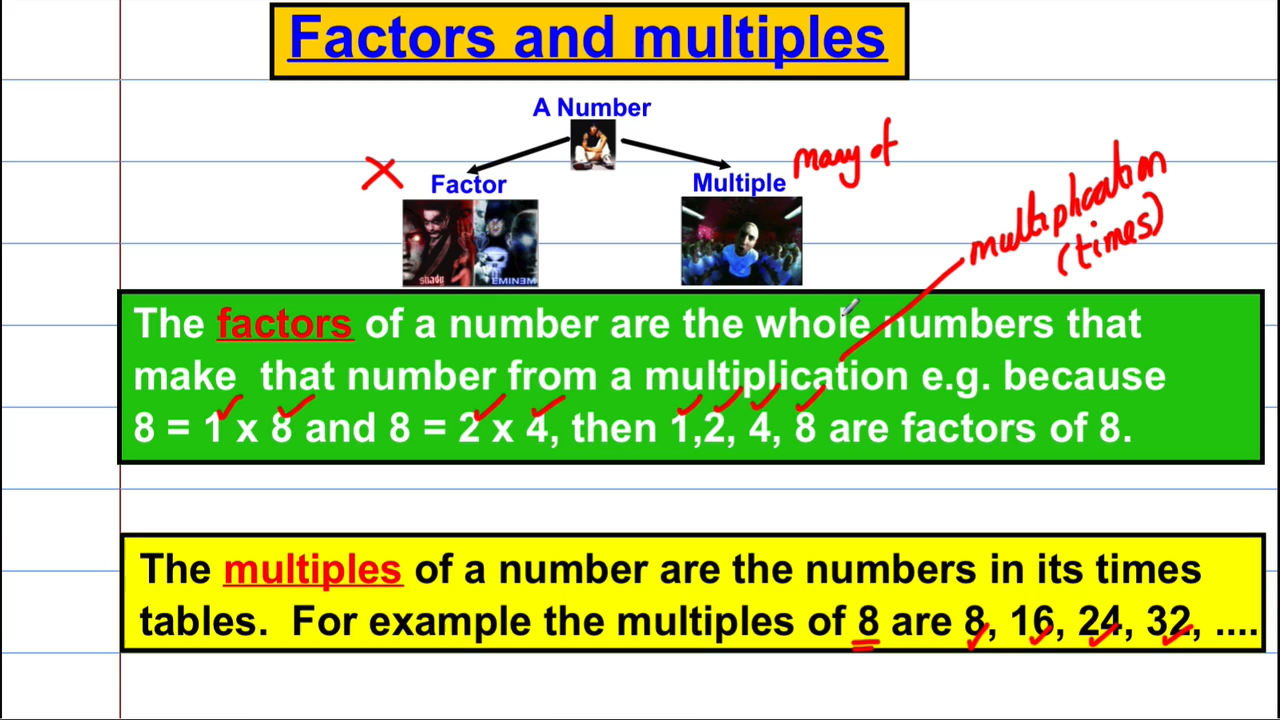 Factors and multiples
A Number
many of
multiplication
(times)
Factor
Multiple
shady
EMINEM
The factors of a number are the whole numbers that
make that number from a multiplication e.g. because
8 = 1 x 8 and 8 = 2 x 4, then 1,2, 4, 8 are factors of 8.
The multiples of a number are the numbers in its times
tables. For example the multiples of 8 are 8, 16, 24, 32, ....